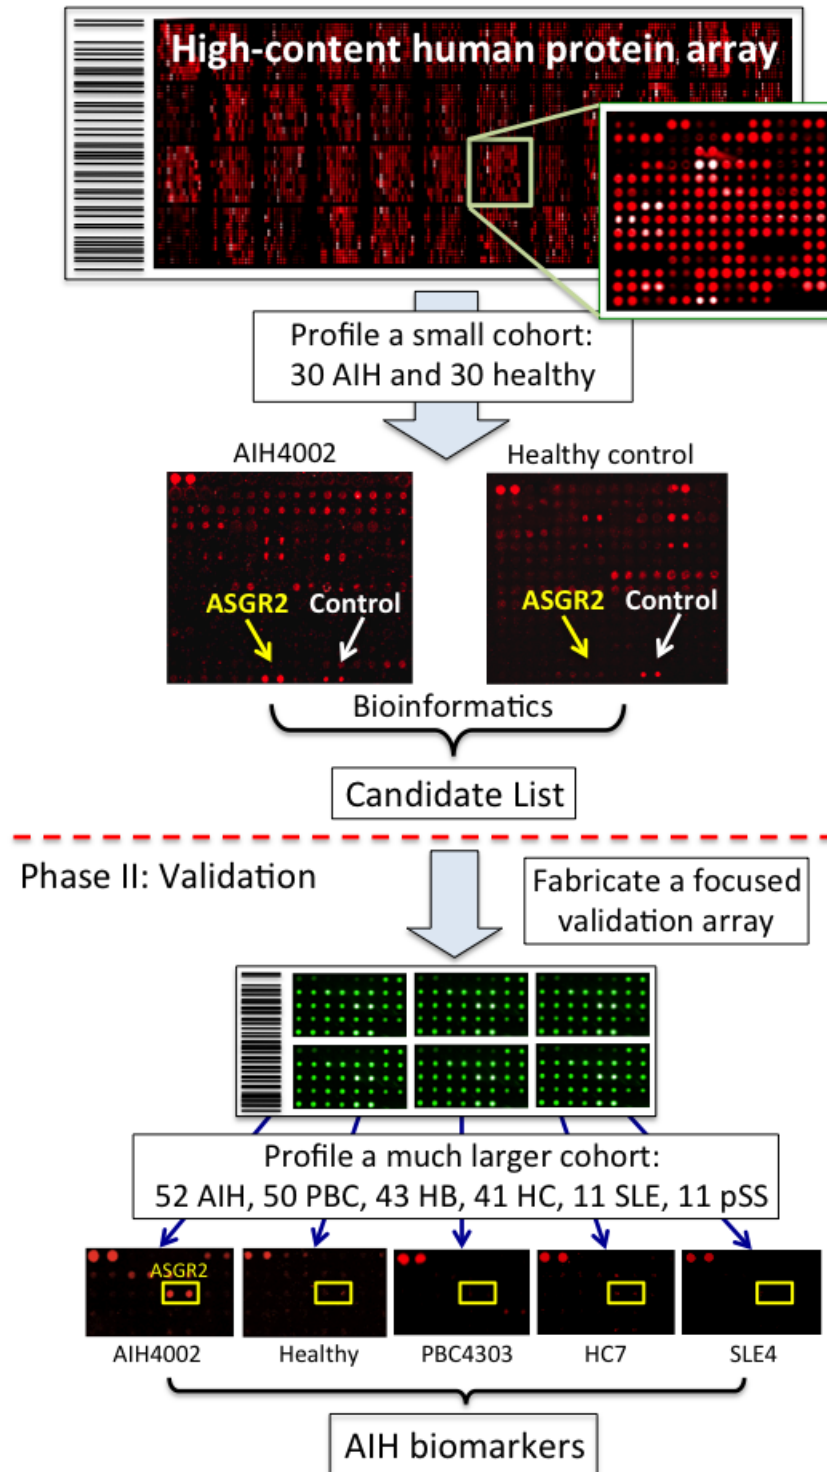 High-content human protein array
Profile a small cohort:
30 AIH and 30 healthy
AIH4002
Healthy control
ASGR2
Control
ASGR2
Control
Bioinformatics
Candidate List
Phase II: Validation
Fabricate a focused
validation array
Profile a much larger cohort:
52 AIH, 50 PBC, 43 HB, 41 HC, 11 SLE, 11 pSS
ASGR2
AIH4002
Healthy
PBC4303
HC7
SLE4
AIH biomarkers